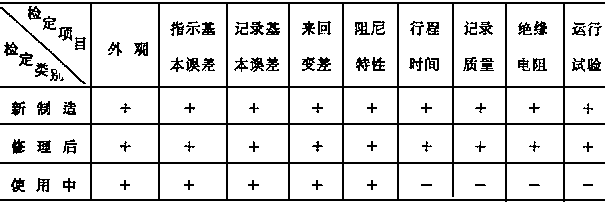 检定项目
检定类别
外观 指示基本误差 记录基本误差 来回变差 阻尼特性 行程时间 记录质量 绝缘电阻 运行试验
新制造 + + + + + + + + +
修理后 + + + + + + + + +
使用中 + + + + + − − − −